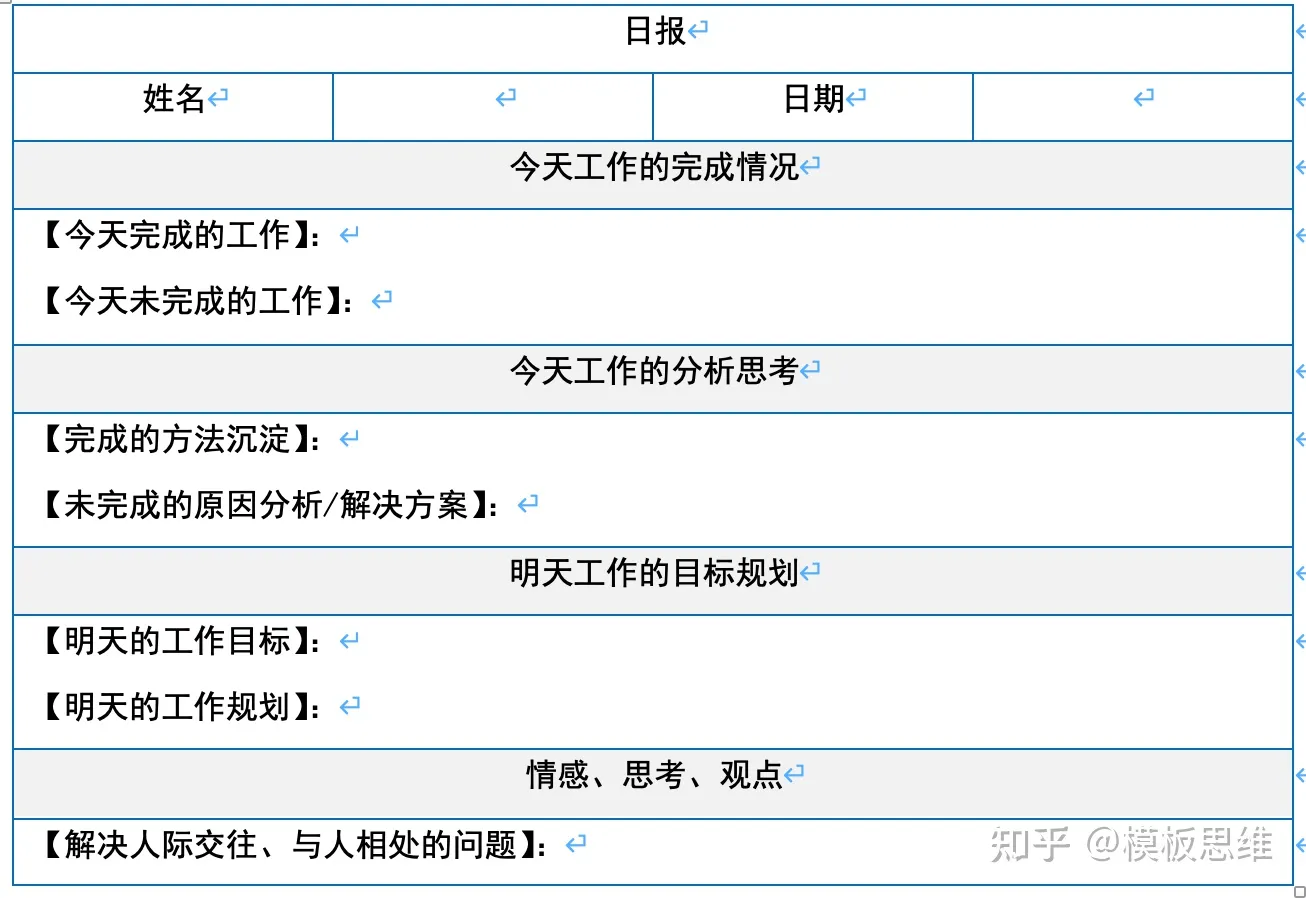 日报
姓名 日期
今天工作的完成情况
【今天完成的工作】：
【今天未完成的工作】：
今天工作的分析思考
【完成的方法沉淀】：
【未完成的原因分析/解决方案】：
明天工作的目标规划
【明天的工作目标】：
【明天的工作规划】：
情感、思考、观点
【解决人际交往、与人相处的问题】：
知乎 @模板思维